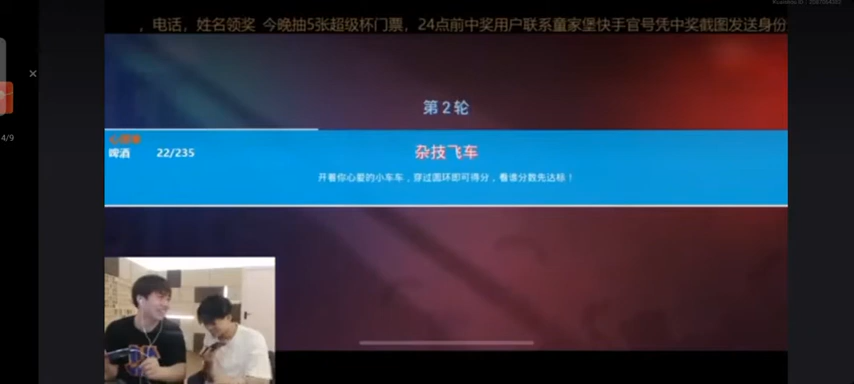 ，电话，姓名领奖 今晚抽5张超级杯门票，24点前中奖用户联系童家堡快手官号凭中奖截图发送身份
4/9
第2轮
啤酒 22/235
杂技飞车
开着你心爱的小车车，穿过圆环即可得分，看谁分数先达标！